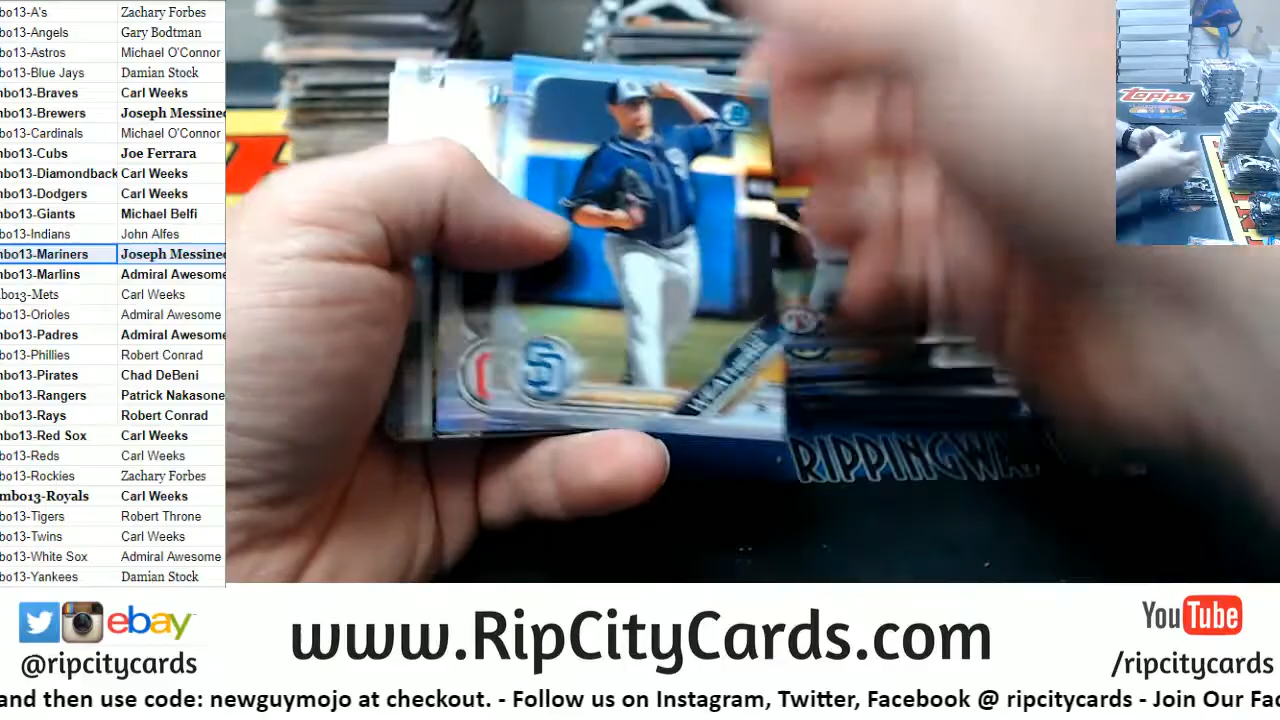 bo13-A's Zachary Forbes
bo13-Angels Gary Bodtman
bo13-Astros Michael O'Connor
bo13-Blue Jays Damian Stock
nbo13-Braves Carl Weeks
nbo13-Brewers Joseph Messined
bo13-Cardinals Michael O'Connor
nbo13-Cubs Joe Ferrara
nbo13-Diamondback Carl Weeks
nbo13-Dodgers Carl Weeks
nbo13-Giants Michael Belfi
bo13-Indians John Alfes
nbo13-Mariners Joseph Messined
nbo13-Marlins Admiral Awesome
nbo13-Mets Carl Weeks
bo13-Orioles Admiral Awesome
nbo13-Padres Admiral Awesome
bo13-Phillies Robert Conrad
nbo13-Pirates Chad DeBeni
nbo13-Rangers Patrick Nakasone
nbo13-Rays Robert Conrad
nbo13-Red Sox Carl Weeks
bo13-Reds Carl Weeks
bo13-Rockies Zachary Forbes
mbo13-Royals Carl Weeks
bo13-Tigers Robert Throne
bo13-Twins Carl Weeks
bo13-White Sox Admiral Awesome
bo13-Yankees Damian Stock
Topps
SD
RIPPINGWA
ebay
@ripcitycards
www.RipCityCards.com
YouTube
/ripcitycards
and then use code: newguymojo at checkout. - Follow us on Instagram, Twitter, Facebook @ ripcitycards - Join Our Fac